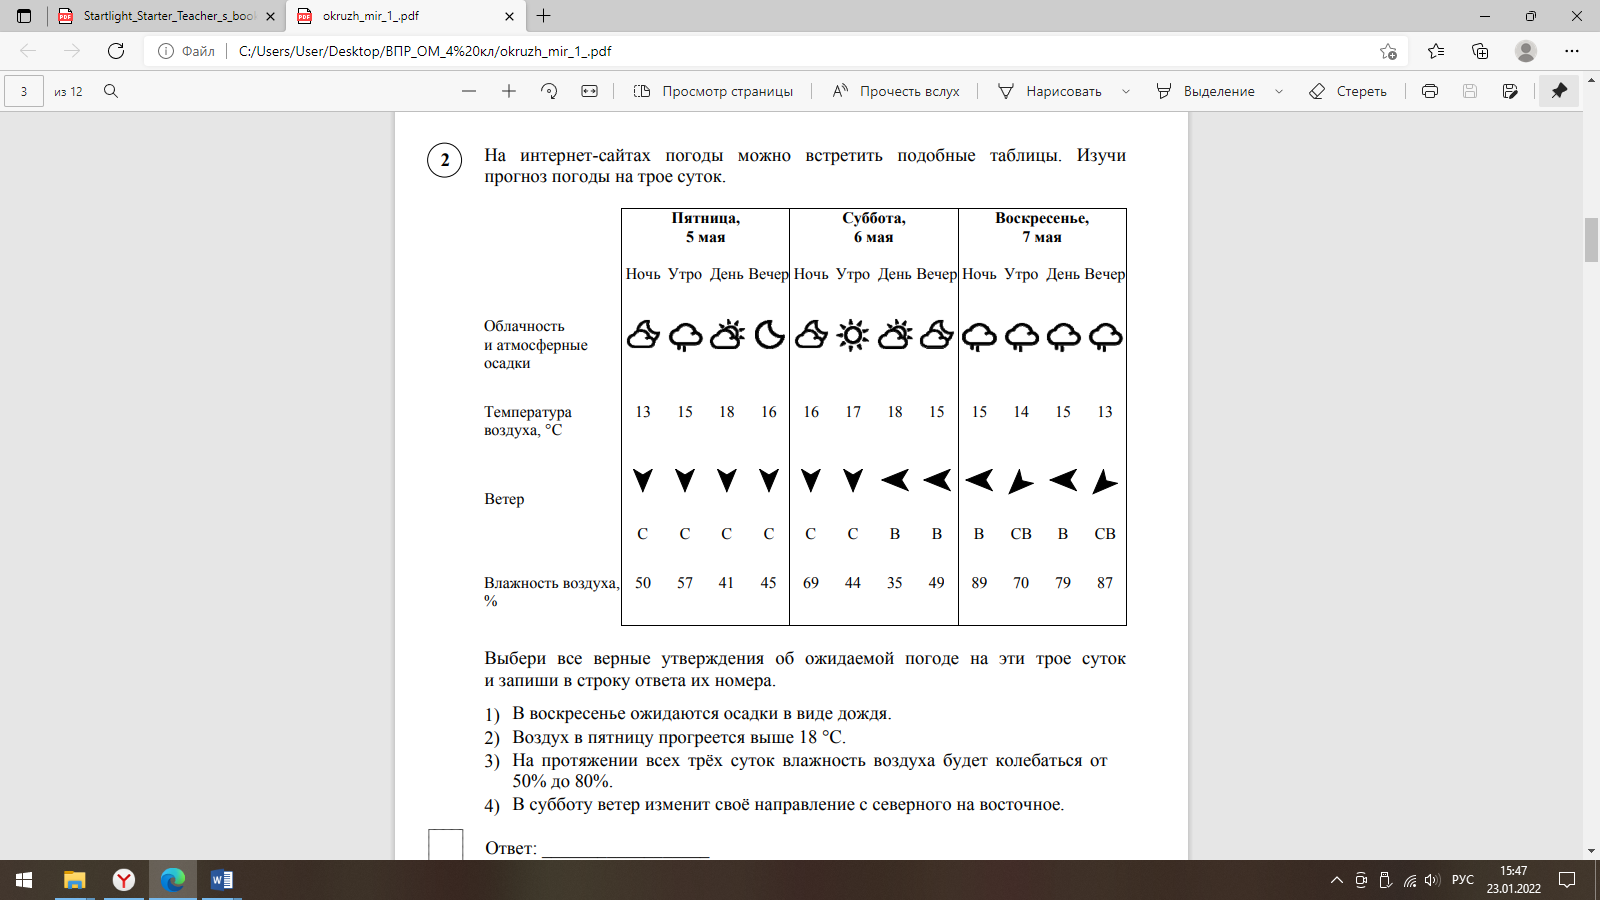 Startlight_Starter_Teacher_s_boo
okruzh_mir_1_.pdf
Файл
C:/Users/User/Desktop/ВПР_ОМ_4%20кл/okruzh_mir_1_.pdf
3 из 12
Просмотр страницы
Прочесть вслух
Нарисовать
Выделение
Стереть
2
На интернет-сайтах погоды можно встретить подобные таблицы. Изучи
прогноз погоды на трое суток.
Пятница, Суббота, Воскресенье,
5 мая 6 мая 7 мая
Ночь Утро День Вечер Ночь Утро День Вечер Ночь Утро День Вечер
Облачность
и атмосферные
осадки
Температура 13 15 18 16 16 17 18 15 15 14 15 13
воздуха, °C
Ветер
С С С С С С В В В СВ В СВ
Влажность воздуха, 50 57 41 45 69 44 35 49 89 70 79 87
%
Выбери все верные утверждения об ожидаемой погоде на эти трое суток
и запиши в строку ответа их номера.
1) В воскресенье ожидаются осадки в виде дождя.
2) Воздух в пятницу прогреется выше 18 °C.
3) На протяжении всех трёх суток влажность воздуха будет колебаться от
50% до 80%.
4) В субботу ветер изменит своё направление с северного на восточное.
Ответ:
РУС
15:47
23.01.2022